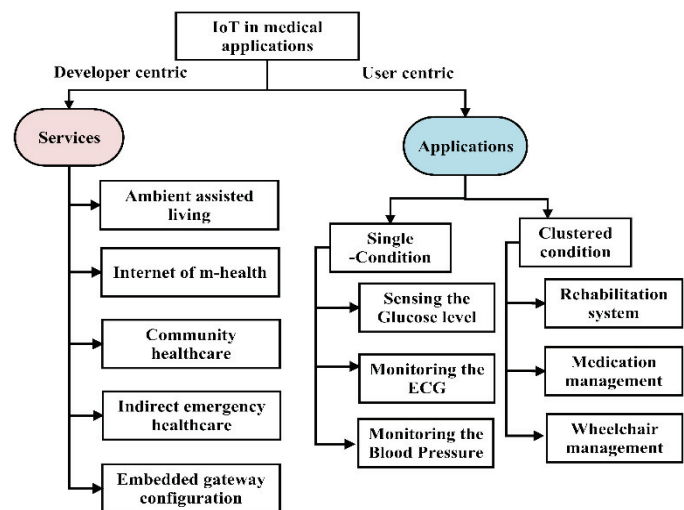 IoT in medical
applications
Developer centric
User centric
Services
Applications
Ambient assisted
living
Internet of m-health
Community
healthcare
Indirect emergency
healthcare
Embedded gateway
configuration
Single
-Condition
Sensing the
Glucose level
Monitoring the
ECG
Monitoring the
Blood Pressure
Clustered
condition
Rehabilitation
system
Medication
management
Wheelchair
management